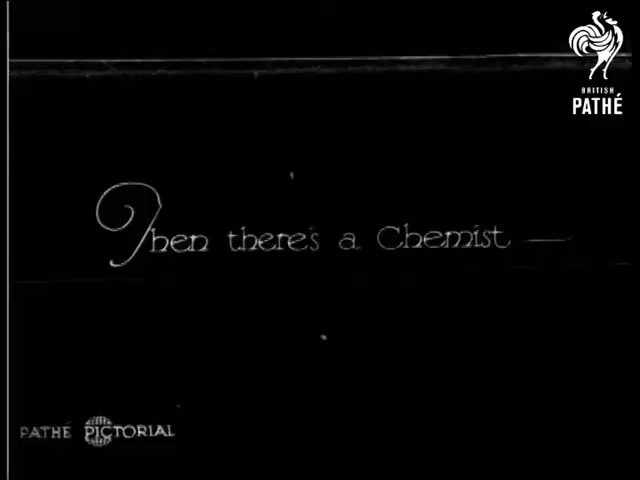 BRITISH
PATHÉ
Then there's a Chemist —
PATHÉ PICTORIAL